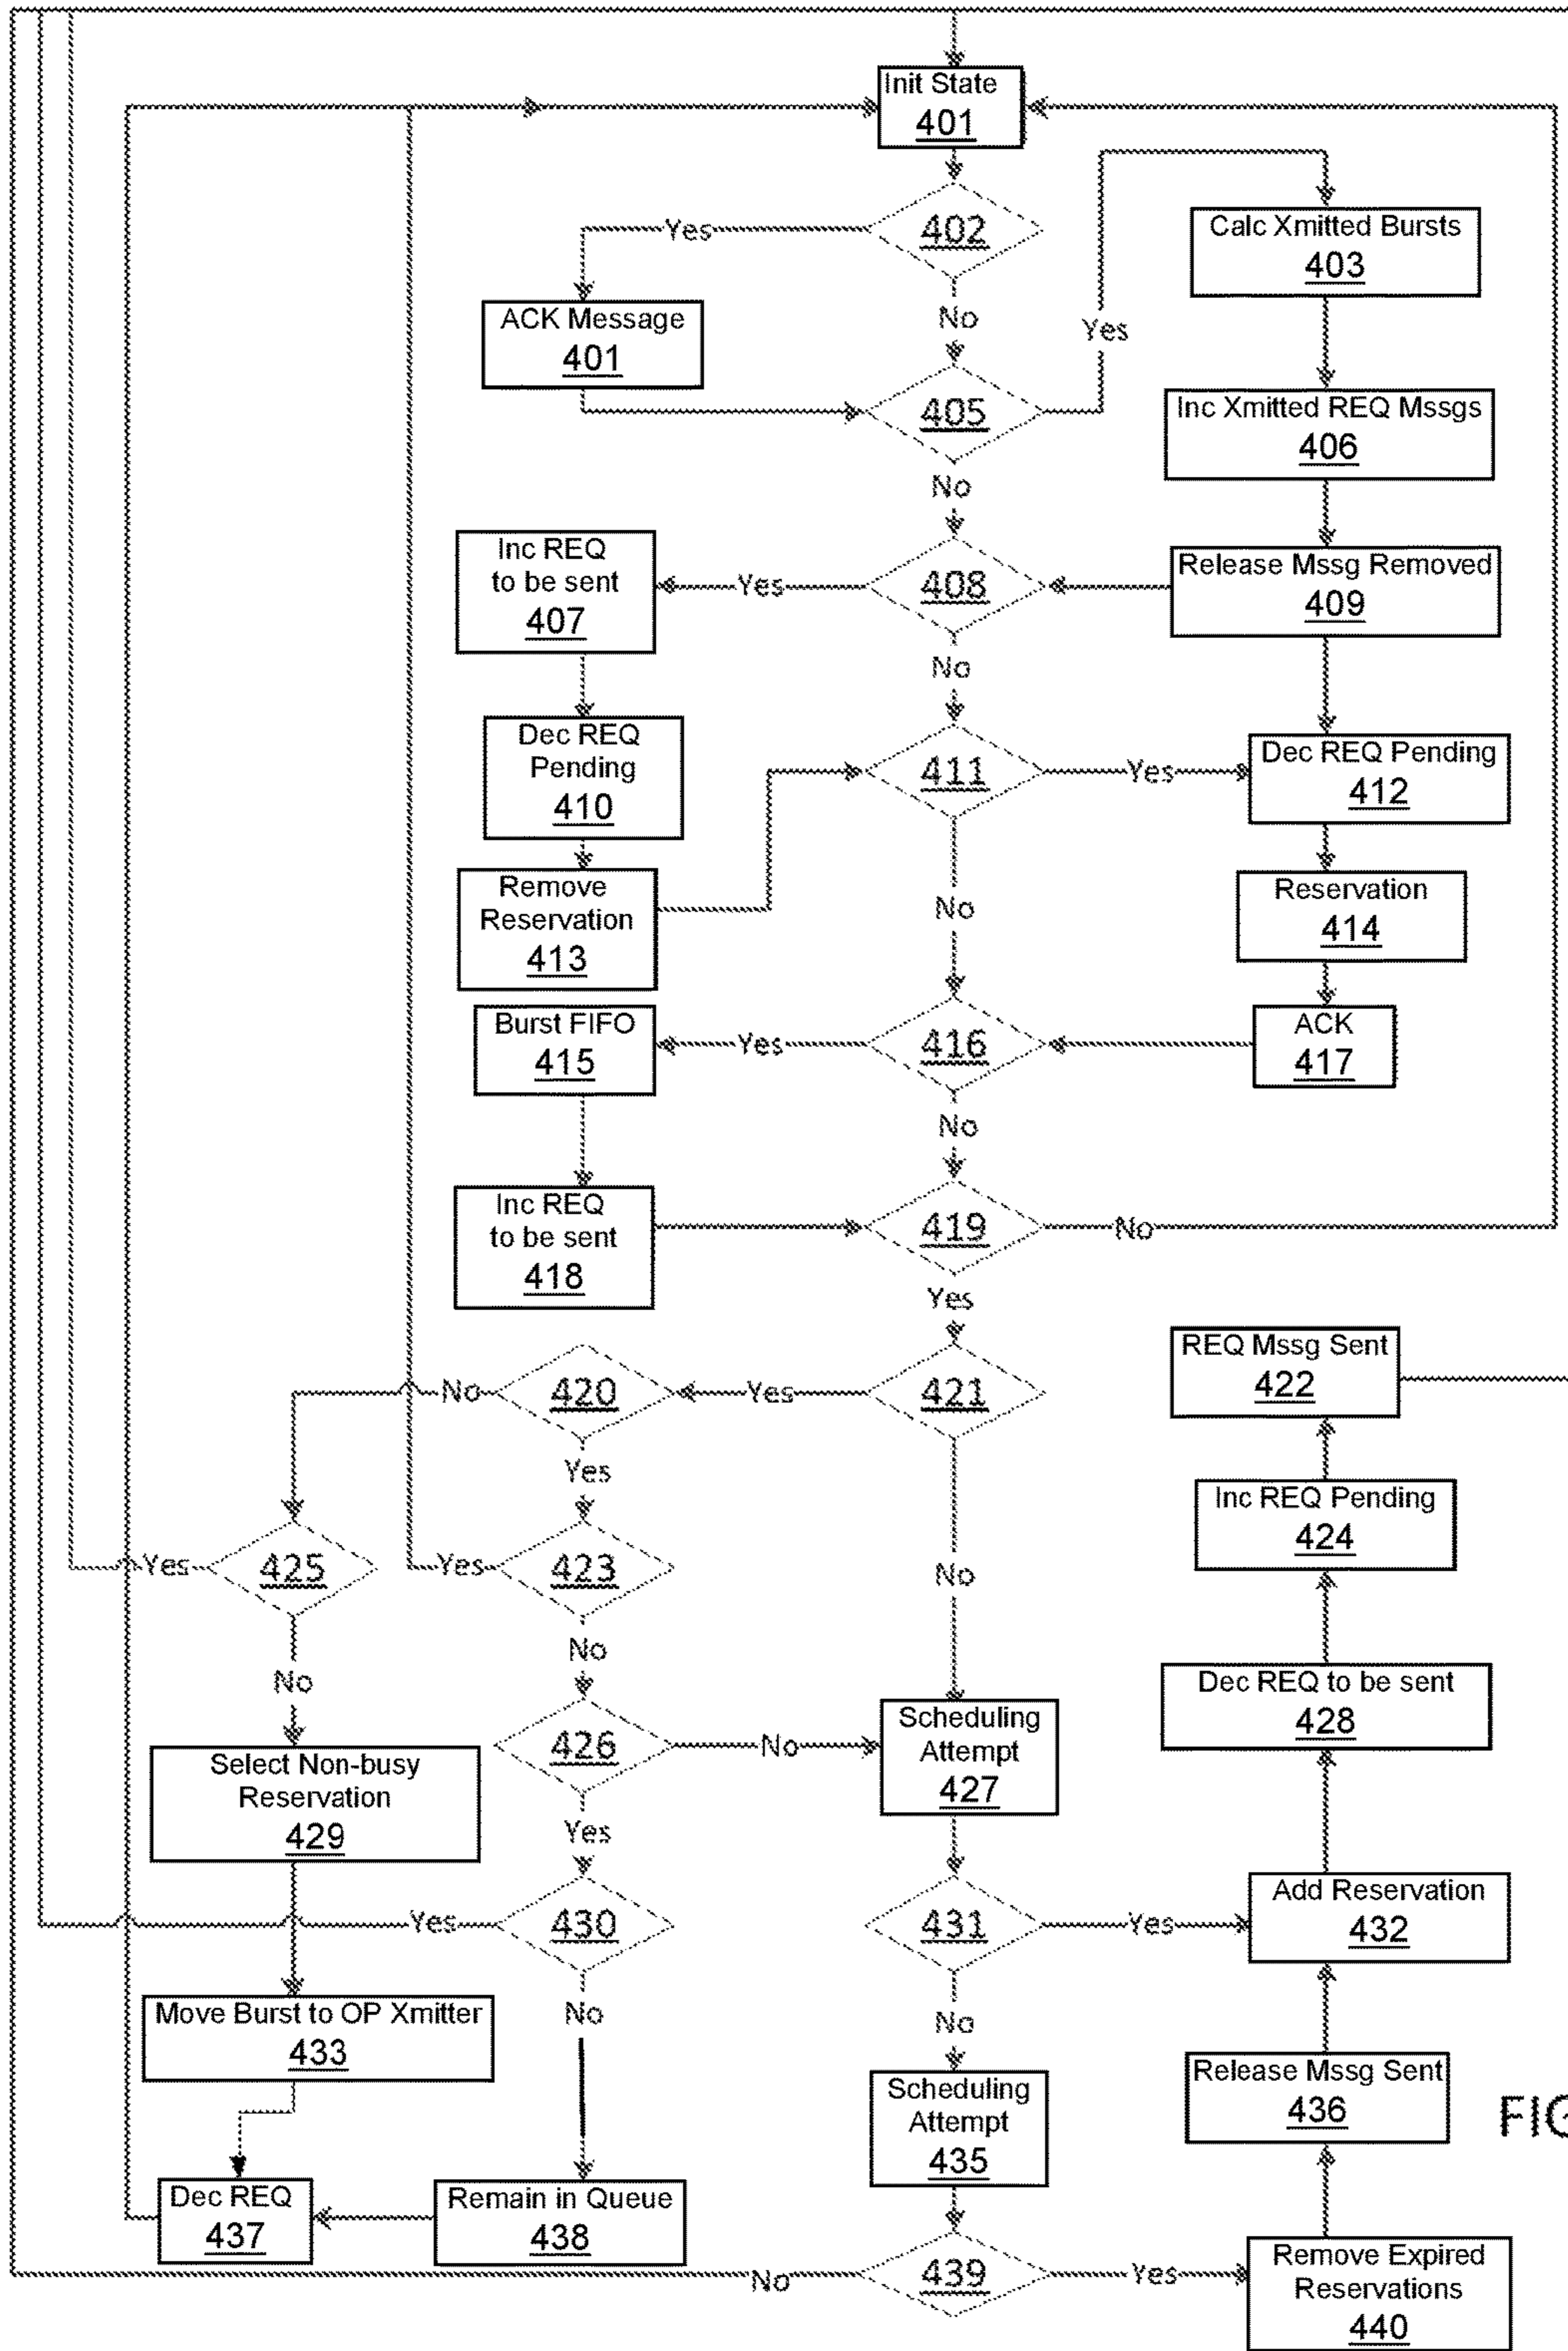 Init State
401
402
Yes
No
Calc Xmitted Bursts
403
ACK Message
401
Yes
405
No
Inc Xmitted REQ Mssgs
406
Inc REQ
to be sent
407
Yes
408
No
Release Mssg Removed
409
Dec REQ
Pending
410
411
Yes
No
Dec REQ Pending
412
Remove
Reservation
413
Reservation
414
Burst FIFO
415
Yes
416
No
ACK
417
Inc REQ
to be sent
418
419
No
Yes
REQ Mssg Sent
422
No
420
Yes
Yes
421
No
Inc REQ Pending
424
Yes
425
No
Yes
423
No
Dec REQ to be sent
428
Select Non-busy
Reservation
429
426
No
Yes
Scheduling
Attempt
427
Yes
430
No
431
Yes
No
Add Reservation
432
Move Burst to OP Xmitter
433
Scheduling
Attempt
435
Release Mssg Sent
436
FIG
Dec REQ
437
Remain in Queue
438
No
439
Yes
Remove Expired
Reservations
440